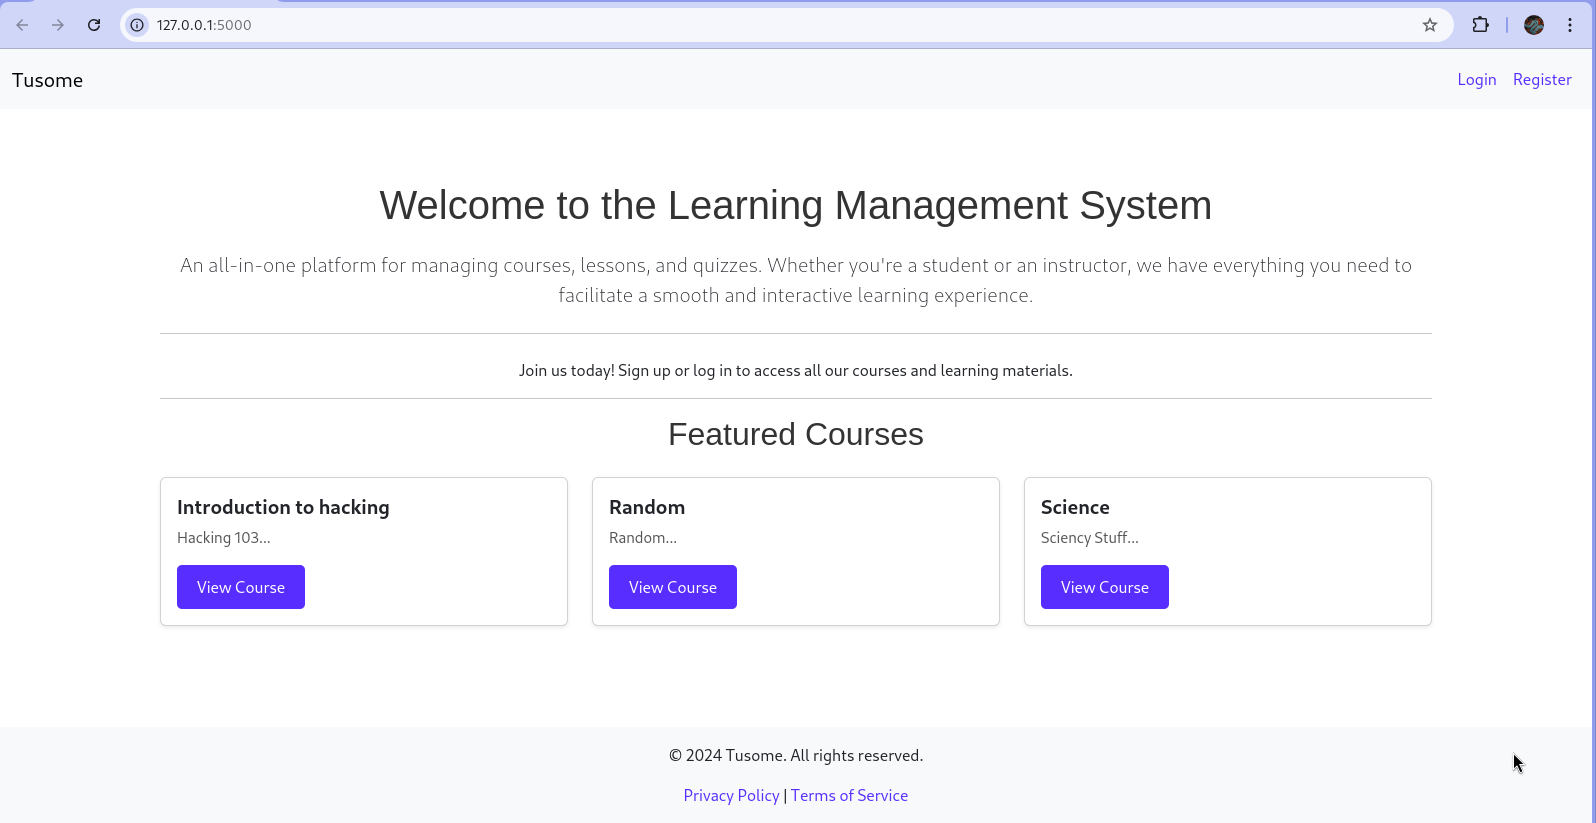 127.0.0.1:5000
Tusome
Login Register
Welcome to the Learning Management System
An all-in-one platform for managing courses, lessons, and quizzes. Whether you're a student or an instructor, we have everything you need to
facilitate a smooth and interactive learning experience.
Join us today! Sign up or log in to access all our courses and learning materials.
Featured Courses
Introduction to hacking
Hacking 103...
View Course
Random
Random...
View Course
Science
Sciency Stuff...
View Course
© 2024 Tusome. All rights reserved.
Privacy Policy | Terms of Service